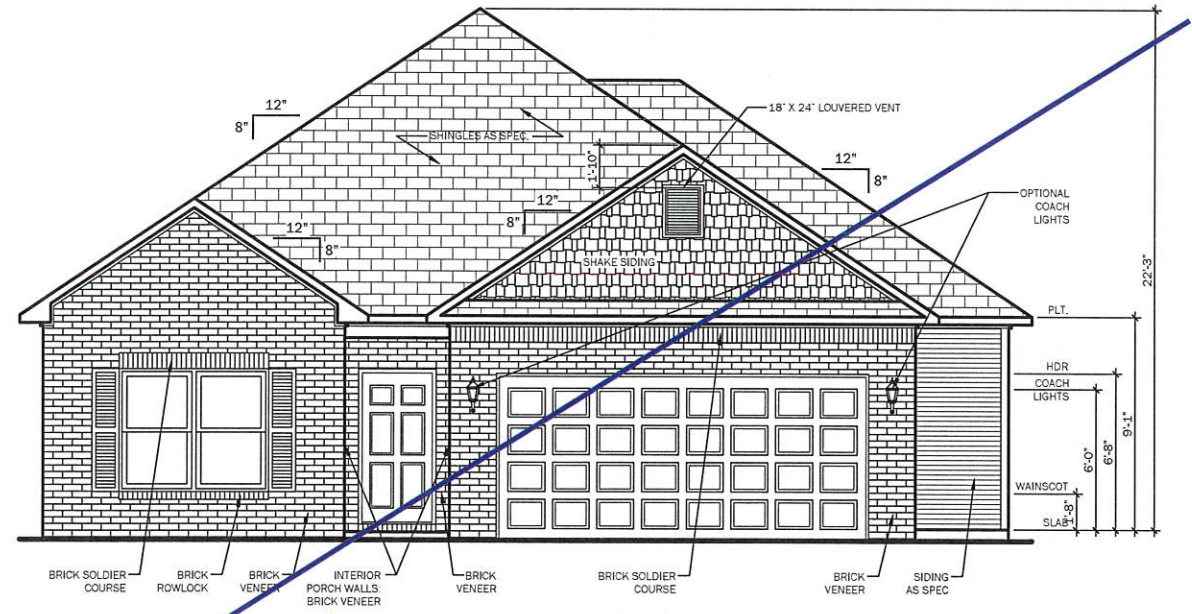 18" X 24" LOUVERED VENT
12"
8"
SHINGLES AS SPEC.
1'-10"
12"
8"
OPTIONAL
COACH
LIGHTS
12"
8"
12"
8"
SHAKE SIDING
22'-3"
PLT.
HDR
COACH
LIGHTS
9'-1"
6'-8"
6'-0"
WAINSCOT
1'-8"
SLAB
BRICK SOLDIER
COURSE
BRICK
ROWLOCK
BRICK
VENEER
INTERIOR
PORCH WALLS:
BRICK VENEER
BRICK
VENEER
BRICK SOLDIER
COURSE
BRICK
VENEER
SIDING
AS SPEC